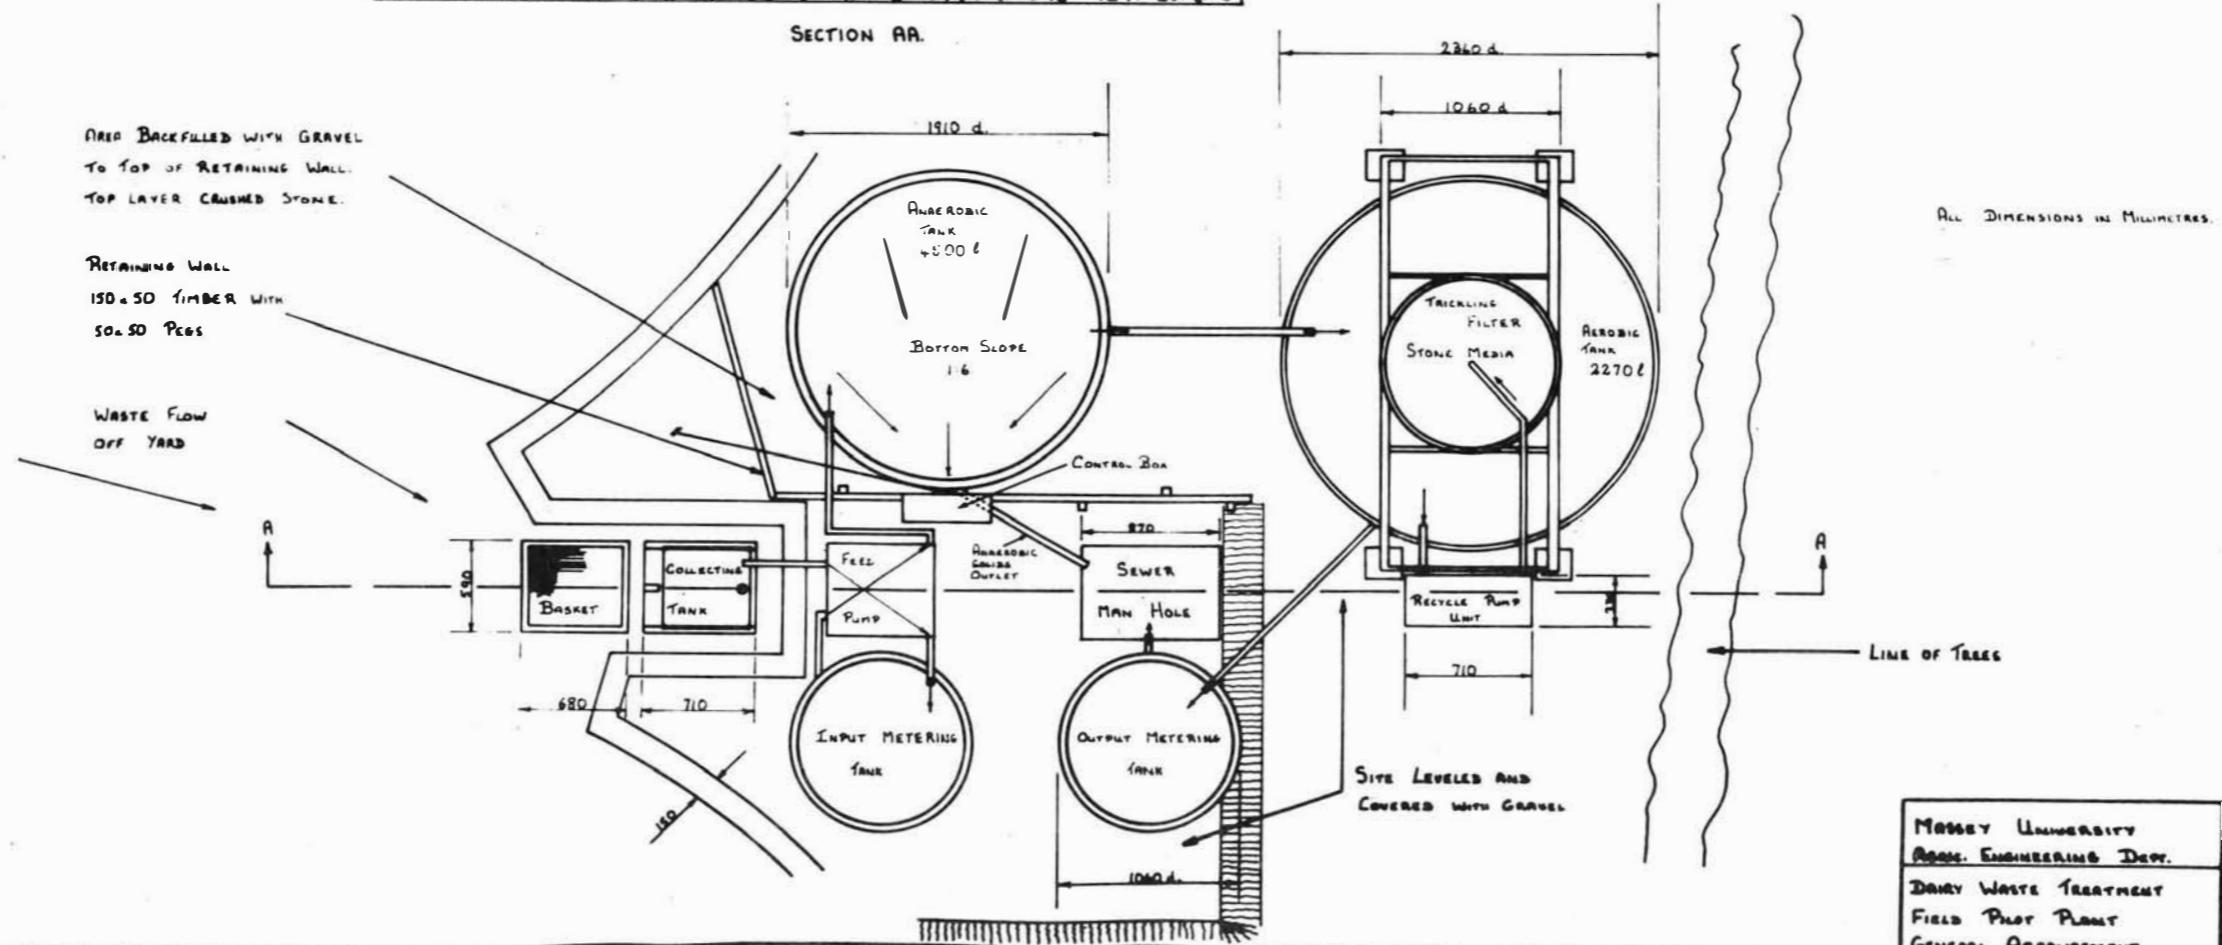 SECTION AA.
2360 d.
1060 d
1910 d.
AREA BACKFILLED WITH GRAVEL
TO TOP OF RETAINING WALL.
TOP LAYER CRUSHED STONE.
ALL DIMENSIONS IN MILLIMETRES.
ANAEROBIC
TANK
4500 l
RETAINING WALL
150 x 50 TIMBER WITH
50 x 50 PEGS
TRICKLING
FILTER
STONE MEDIA
AEROBIC
TANK
2270 l
BOTTOM SLOPE
1:6
WASTE FLOW
OFF YARD
CONTROL BOX
A
A
870
ANAEROBIC
SOLIDS
OUTLET
590
BASKET
COLLECTING
TANK
FEED
PUMP
SEWER
MAN HOLE
RECYCLE PUMP
UNIT
LINE OF TREES
680
710
710
INPUT METERING
TANK
OUTPUT METERING
TANK
SITE LEVELED AND
COVERED WITH GRAVEL
150
1060 d.
MASSEY UNIVERSITY
AGRIC. ENGINEERING DEPT.
DAIRY WASTE TREATMENT
FIELD PILOT PLANT
GENERAL ARRANGEMENT